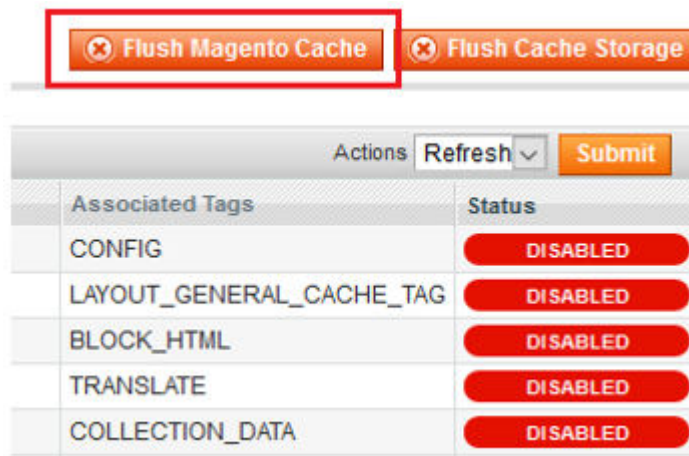 Flush Magento Cache Flush Cache Storage
Actions Refresh Submit
Associated Tags Status
CONFIG DISABLED
LAYOUT_GENERAL_CACHE_TAG DISABLED
BLOCK_HTML DISABLED
TRANSLATE DISABLED
COLLECTION_DATA DISABLED